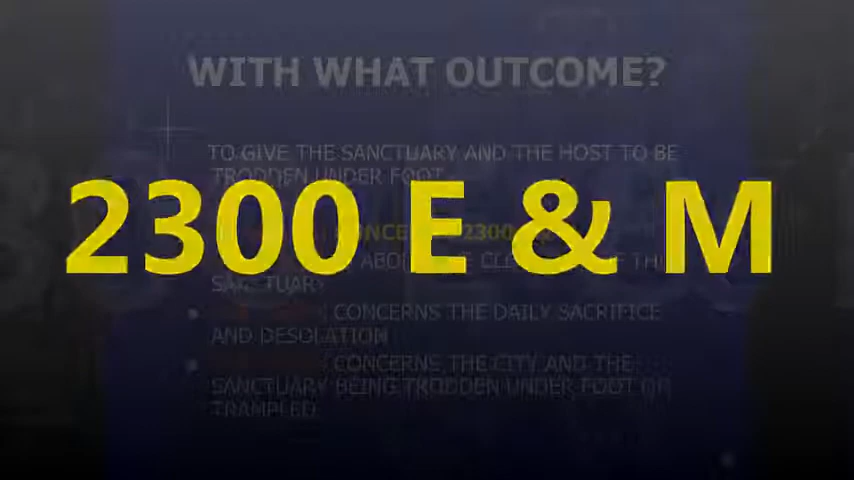 WITH WHAT OUTCOME?
TO GIVE THE SANCTUARY AND THE HOST TO BE
TRODDEN UNDER FOOT
2300 E & M
SANCTUARY
: CONCERNS THE DAILY SACRIFICE
AND DESOLATION
: CONCERNS THE CITY AND THE
SANCTUARY BEING TRODDEN UNDER FOOT OR
TRAMPLED